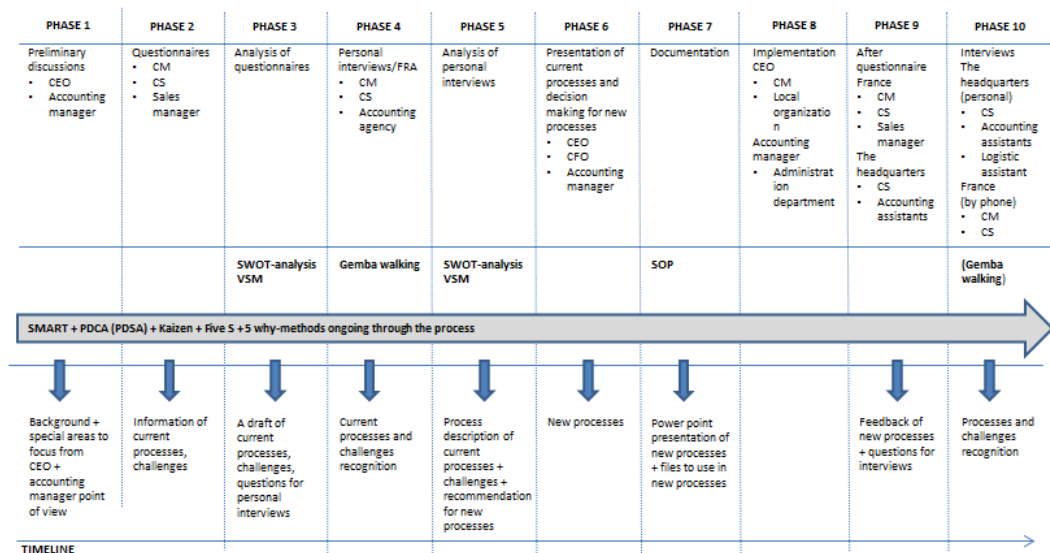 PHASE 1
PHASE 2
PHASE 3
PHASE 4
PHASE 5
PHASE 6
PHASE 7
PHASE 8
PHASE 9
PHASE 10
Preliminary
discussions
• CEO
• Accounting
manager
Questionnaires
• CM
• CS
• Sales
manager
Analysis of
questionnaires
Personal
interviews/FRA
• CM
• CS
• Accounting
agency
Analysis of
personal
interviews
Presentation of
current
processes and
decision
making for new
processes
• CEO
• CFO
• Accounting
manager
Documentation
Implementation
CEO
• CM
• Local
organizatio
n
Accounting
manager
• Administrat
ion
department
After
questionnaire
France
• CM
• CS
• Sales
manager
The
headquarters
• CS
• Accounting
assistants
Interviews
The
headquarters
(personal)
• CS
• Accounting
assistants
• Logistic
assistant
France
(by phone)
• CM
• CS
SWOT-analysis
VSM
Gemba walking
SWOT-analysis
VSM
SOP
(Gemba
walking)
SMART + PDCA (PDSA) + Kaizen + Five S + 5 why-methods ongoing through the process
Background +
special areas to
focus from
CEO +
accounting
manager point
of view
Information of
current
processes,
challenges
A draft of
current
processes,
challenges,
questions for
personal
interviews
Current
processes and
challenges
recognition
Process
description of
current
processes +
challenges +
recommendation
for new
processes
New processes
Power point
presentation of
new processes
+ files to use in
new processes
Feedback of
new processes
+ questions for
interviews
Processes and
challenges
recognition
TIMELINE